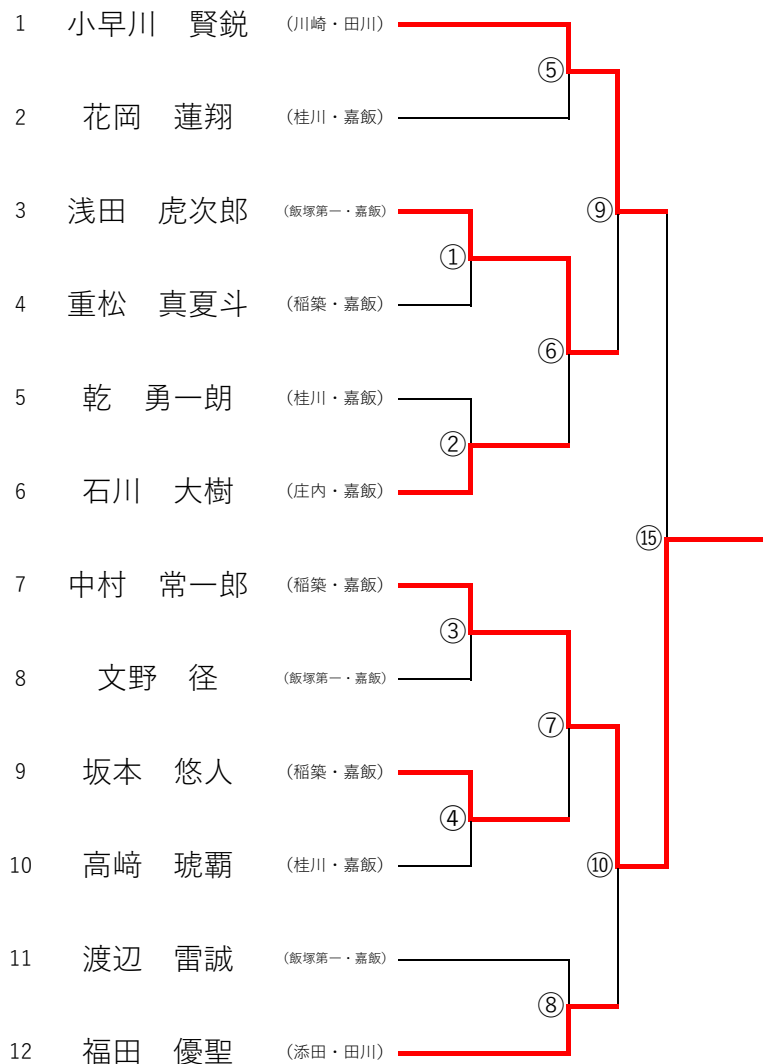 1 小早川　賢鋭 （川崎・田川）
⑤
2 花岡　蓮翔 （桂川・嘉飯）
3 浅田　虎次郎 （飯塚第一・嘉飯） ⑨
①
4 重松　真夏斗 （稲築・嘉飯）
⑥
5 乾　勇一朗 （桂川・嘉飯）
②
6 石川　大樹 （庄内・嘉飯）
⑮
7 中村　常一郎 （稲築・嘉飯）
③
8 文野　径 （飯塚第一・嘉飯）
⑦
9 坂本　悠人 （稲築・嘉飯）
④
10 高﨑　琥覇 （桂川・嘉飯） ⑩
11 渡辺　雷誠 （飯塚第一・嘉飯）
⑧
12 福田　優聖 （添田・田川）